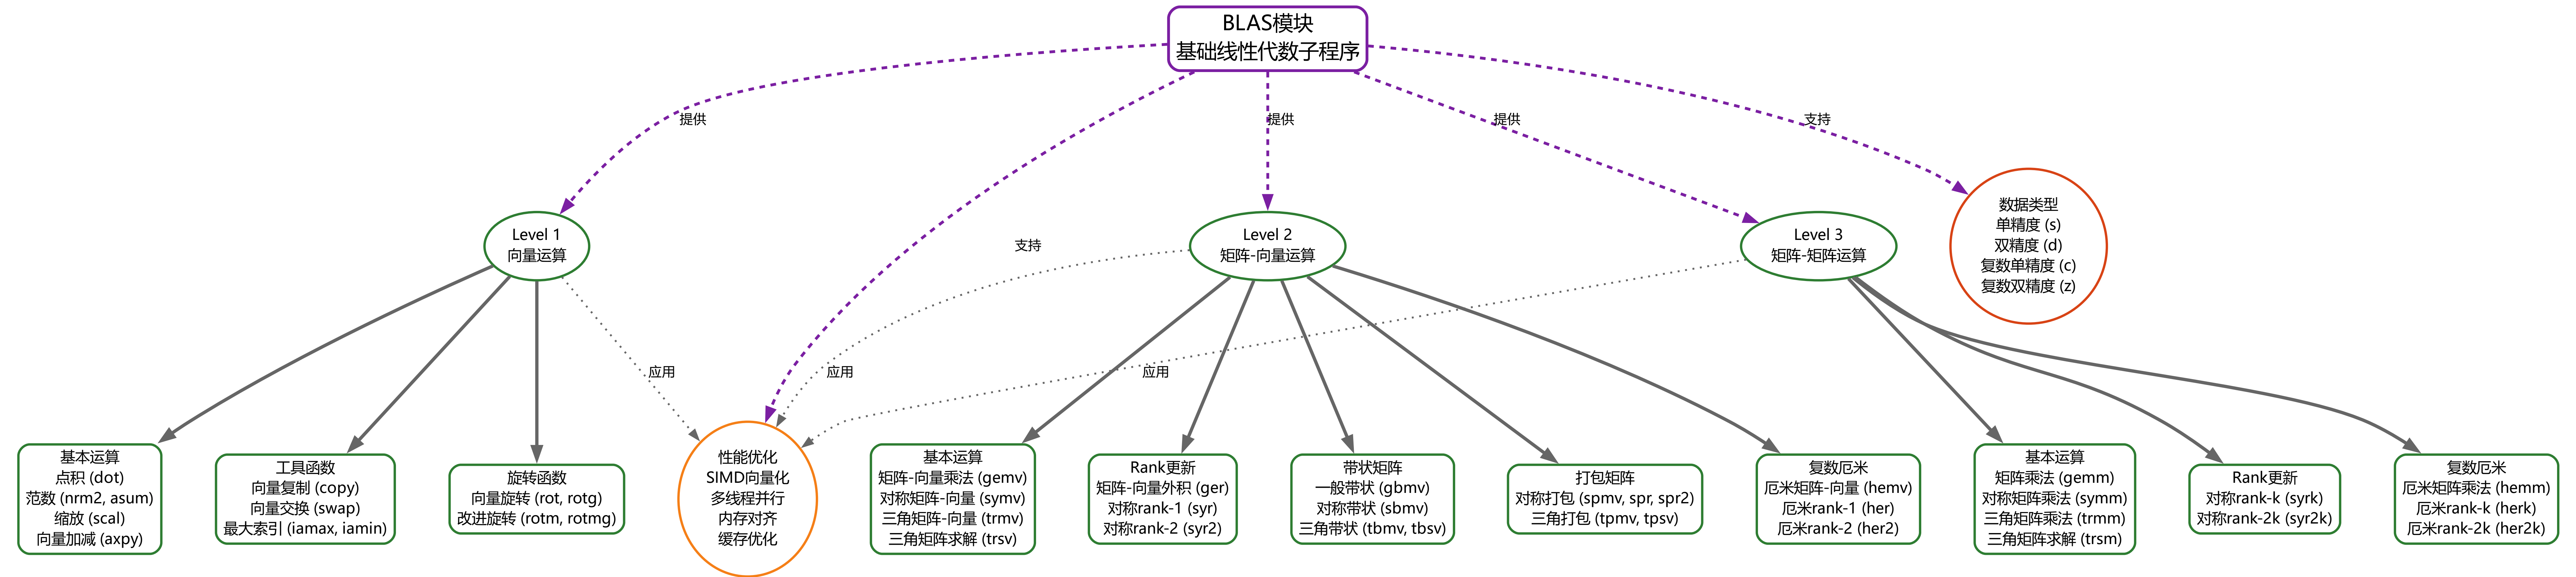 BLAS模块
基础线性代数子程序
提供
提供
提供
支持
数据类型
单精度 (s)
双精度 (d)
复数单精度 (c)
复数双精度 (z)
Level 1
向量运算
支持
Level 2
矩阵-向量运算
Level 3
矩阵-矩阵运算
应用
应用
应用
基本运算
点积 (dot)
范数 (nrm2, asum)
缩放 (scal)
向量加减 (axpy)
工具函数
向量复制 (copy)
向量交换 (swap)
最大索引 (iamax, iamin)
旋转函数
向量旋转 (rot, rotg)
改进旋转 (rotm, rotmg)
性能优化
SIMD向量化
多线程并行
内存对齐
缓存优化
基本运算
矩阵-向量乘法 (gemv)
对称矩阵-向量 (symv)
三角矩阵-向量 (trmv)
三角矩阵求解 (trsv)
Rank更新
矩阵-向量外积 (ger)
对称rank-1 (syr)
对称rank-2 (syr2)
带状矩阵
一般带状 (gbmv)
对称带状 (sbmv)
三角带状 (tbmv, tbsv)
打包矩阵
对称打包 (spmv, spr, spr2)
三角打包 (tpmv, tpsv)
复数厄米
厄米矩阵-向量 (hemv)
厄米rank-1 (her)
厄米rank-2 (her2)
基本运算
矩阵乘法 (gemm)
对称矩阵乘法 (symm)
三角矩阵乘法 (trmm)
三角矩阵求解 (trsm)
Rank更新
对称rank-k (syrk)
对称rank-2k (syr2k)
复数厄米
厄米矩阵乘法 (hemm)
厄米rank-k (herk)
厄米rank-2k (her2k)